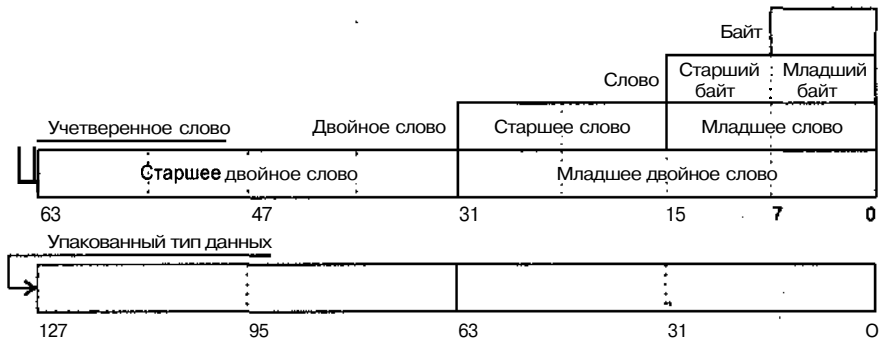 Байт
Слово
Старший байт
Младший байт
Учетверенное слово
Двойное слово
Старшее слово
Младшее слово
Старшее двойное слово
Младшее двойное слово
63 47 31 15 7 0
Упакованный тип данных
127 95 63 31 0